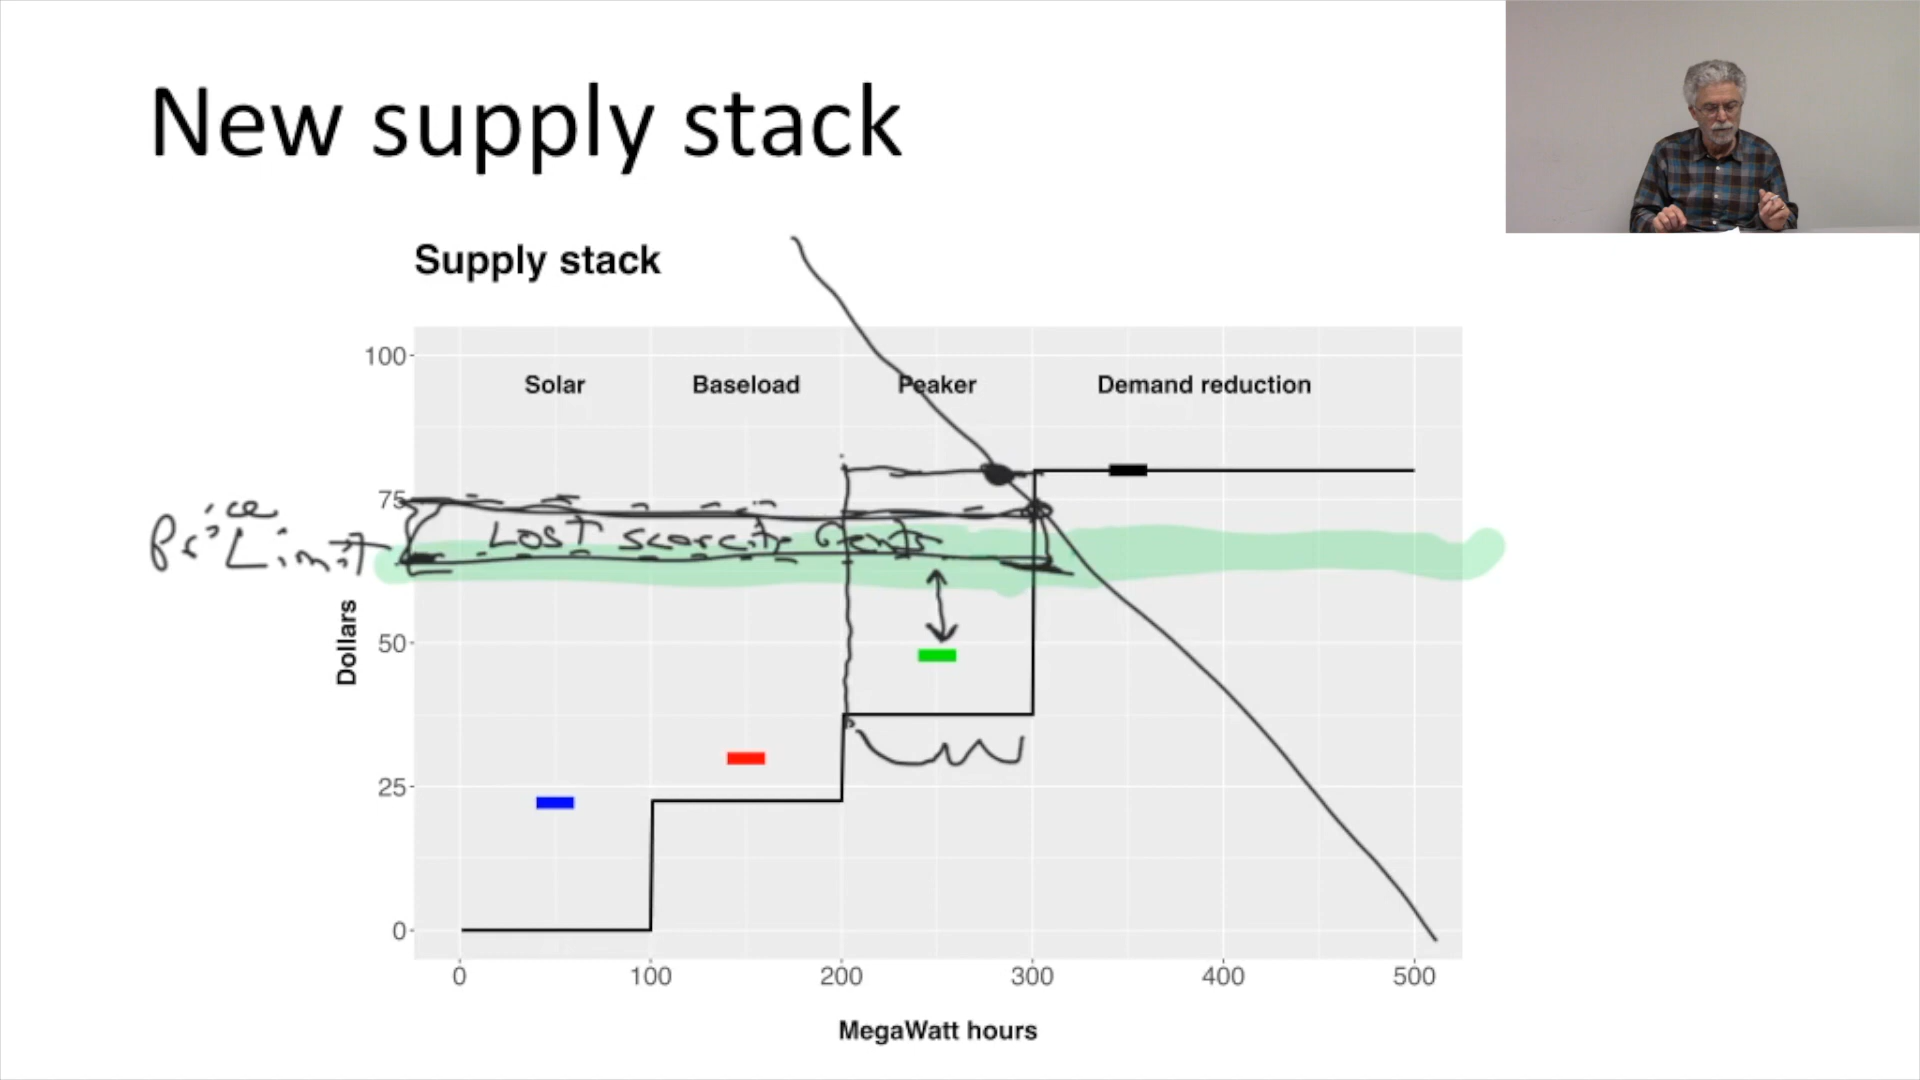 New supply stack
Supply stack
100
Solar Baseload Peaker Demand reduction
75
Price
Limit
LOST Scarcity Rents
Dollars
50
25
0
0 100 200 300 400 500
MegaWatt hours